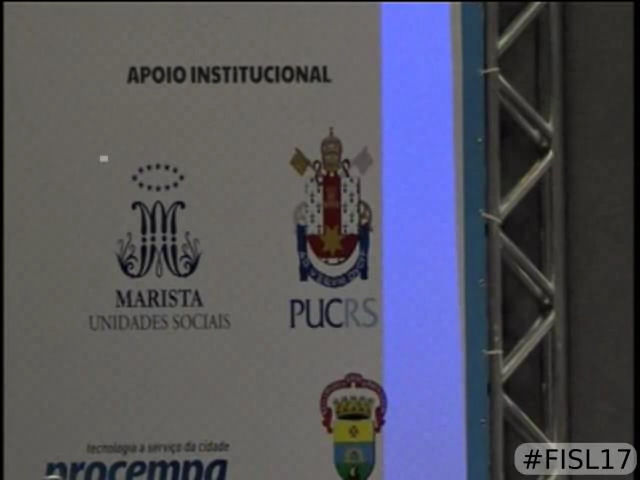 APOIO INSTITUCIONAL
MARISTA
UNIDADES SOCIAIS
PUCRS
tecnologia a serviço da cidade
procempa
#FISL17